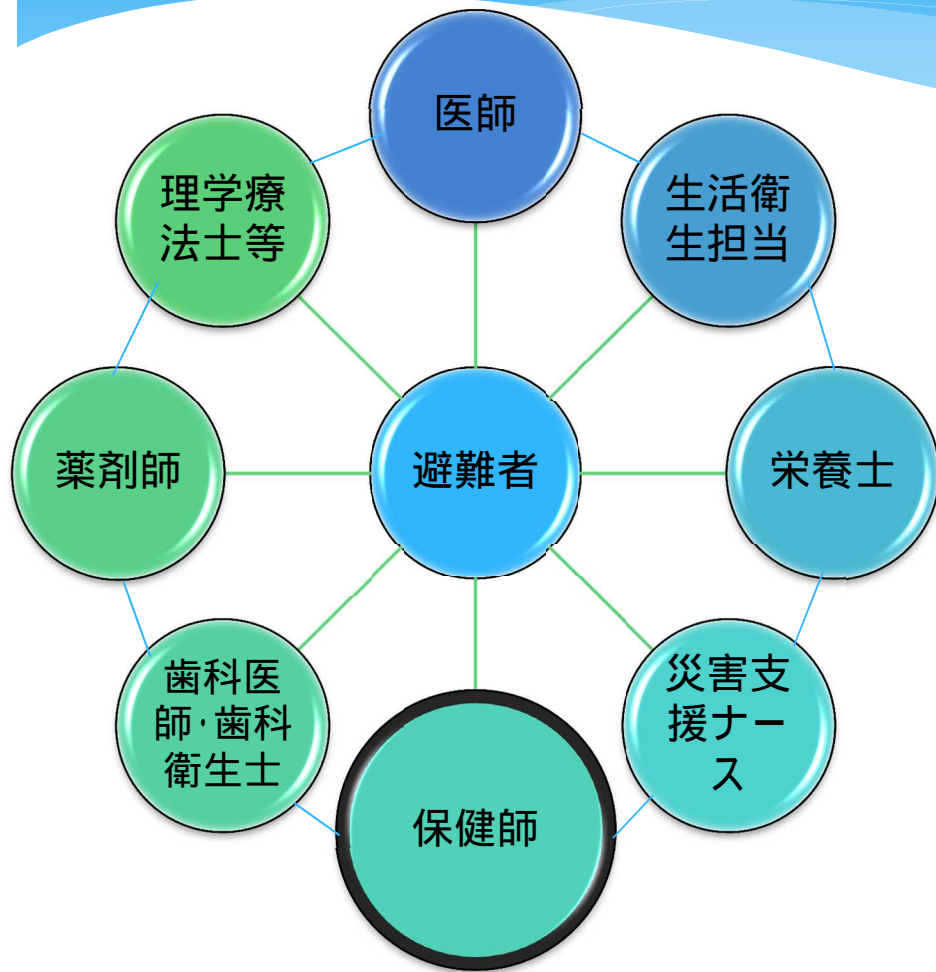 医師
理学療
法士等
生活衛
生担当
薬剤師
避難者
栄養士
歯科医
師・歯科
衛生士
災害支
援ナー
ス
保健師